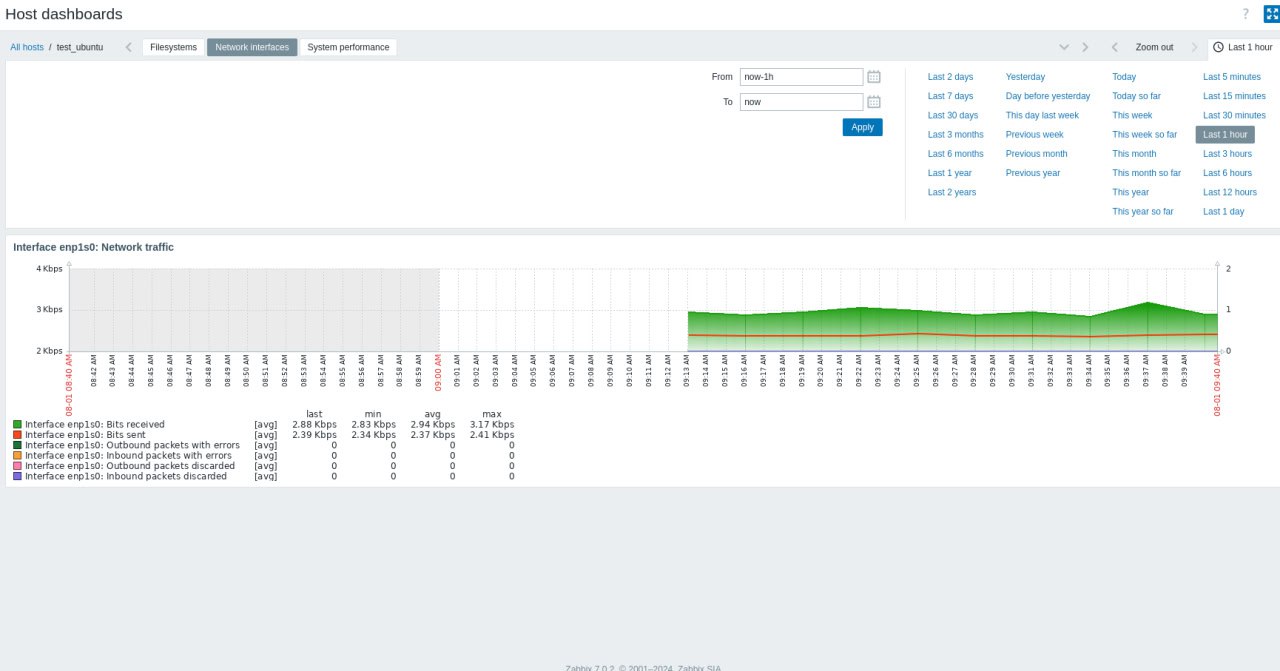 Host dashboards
?
All hosts / test_ubuntu Filesystems Network interfaces System performance Zoom out Last 1 hour
From now-1h
To now
Apply
Last 2 days Yesterday Today Last 5 minutes
Last 7 days Day before yesterday Today so far Last 15 minutes
Last 30 days This day last week This week Last 30 minutes
Last 3 months Previous week This week so far Last 1 hour
Last 6 months Previous month This month Last 3 hours
Last 1 year Previous year This month so far Last 6 hours
Last 2 years This year Last 12 hours
This year so far Last 1 day
Interface enp1s0: Network traffic
4 Kbps 2
3 Kbps 1
2 Kbps 0
08-01 08:40 AM 08:42 AM 08:43 AM 08:44 AM 08:45 AM 08:46 AM 08:47 AM 08:48 AM 08:49 AM 08:50 AM 08:51 AM 08:52 AM 08:53 AM 08:54 AM 08:55 AM 08:56 AM 08:57 AM 08:58 AM 08:59 AM 09:00 AM 09:01 AM 09:02 AM 09:03 AM 09:04 AM 09:05 AM 09:06 AM 09:07 AM 09:08 AM 09:09 AM 09:10 AM 09:11 AM 09:12 AM 09:13 AM 09:14 AM 09:15 AM 09:16 AM 09:17 AM 09:18 AM 09:19 AM 09:20 AM 09:21 AM 09:22 AM 09:23 AM 09:24 AM 09:25 AM 09:26 AM 09:27 AM 09:28 AM 09:29 AM 09:30 AM 09:31 AM 09:32 AM 09:33 AM 09:34 AM 09:35 AM 09:36 AM 09:37 AM 09:38 AM 09:39 AM 08-01 09:40 AM
last min avg max
Interface enp1s0: Bits received [avg] 2.88 Kbps 2.83 Kbps 2.94 Kbps 3.17 Kbps
Interface enp1s0: Bits sent [avg] 2.39 Kbps 2.34 Kbps 2.37 Kbps 2.41 Kbps
Interface enp1s0: Outbound packets with errors [avg] 0 0 0 0
Interface enp1s0: Inbound packets with errors [avg] 0 0 0 0
Interface enp1s0: Outbound packets discarded [avg] 0 0 0 0
Interface enp1s0: Inbound packets discarded [avg] 0 0 0 0
Zabbix 7.0.2. © 2001–2024, Zabbix SIA